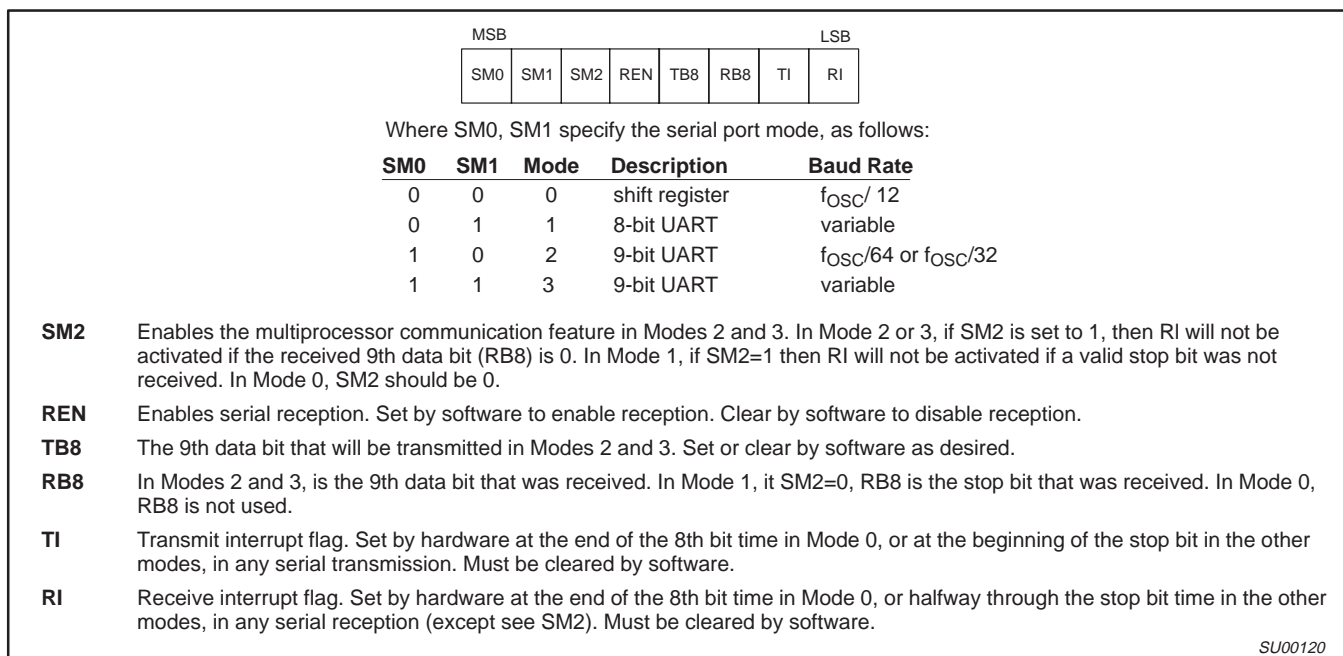 MSB LSB
SM0 SM1 SM2 REN TB8 RB8 TI RI
Where SM0, SM1 specify the serial port mode, as follows:
SM0 SM1 Mode Description Baud Rate
0 0 0 shift register fOSC/ 12
0 1 1 8-bit UART variable
1 0 2 9-bit UART fOSC/64 or fOSC/32
1 1 3 9-bit UART variable
SM2 Enables the multiprocessor communication feature in Modes 2 and 3. In Mode 2 or 3, if SM2 is set to 1, then Rl will not be
activated if the received 9th data bit (RB8) is 0. In Mode 1, if SM2=1 then RI will not be activated if a valid stop bit was not
received. In Mode 0, SM2 should be 0.
REN Enables serial reception. Set by software to enable reception. Clear by software to disable reception.
TB8 The 9th data bit that will be transmitted in Modes 2 and 3. Set or clear by software as desired.
RB8 In Modes 2 and 3, is the 9th data bit that was received. In Mode 1, it SM2=0, RB8 is the stop bit that was received. In Mode 0,
RB8 is not used.
TI Transmit interrupt flag. Set by hardware at the end of the 8th bit time in Mode 0, or at the beginning of the stop bit in the other
modes, in any serial transmission. Must be cleared by software.
RI Receive interrupt flag. Set by hardware at the end of the 8th bit time in Mode 0, or halfway through the stop bit time in the other
modes, in any serial reception (except see SM2). Must be cleared by software.
SU00120